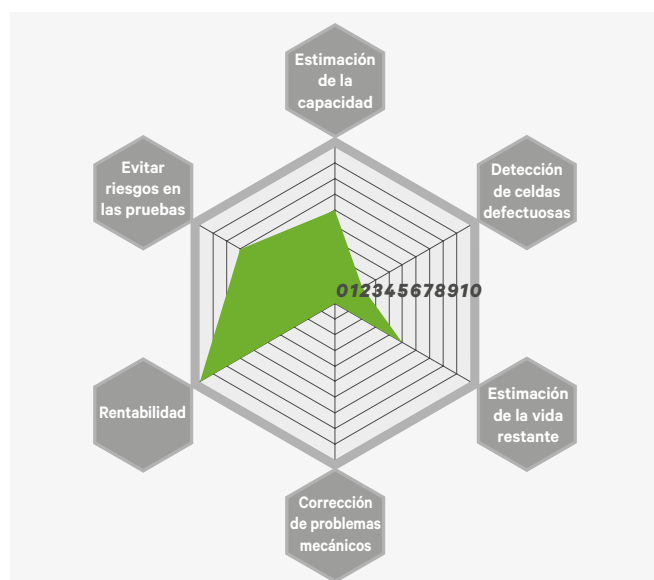 Estimación
de la
capacidad
Evitar
riesgos en
las pruebas
Detección
de celdas
defectuosas
012345678910
Rentabilidad
Estimación
de la vida
restante
Corrección
de problemas
mecánicos